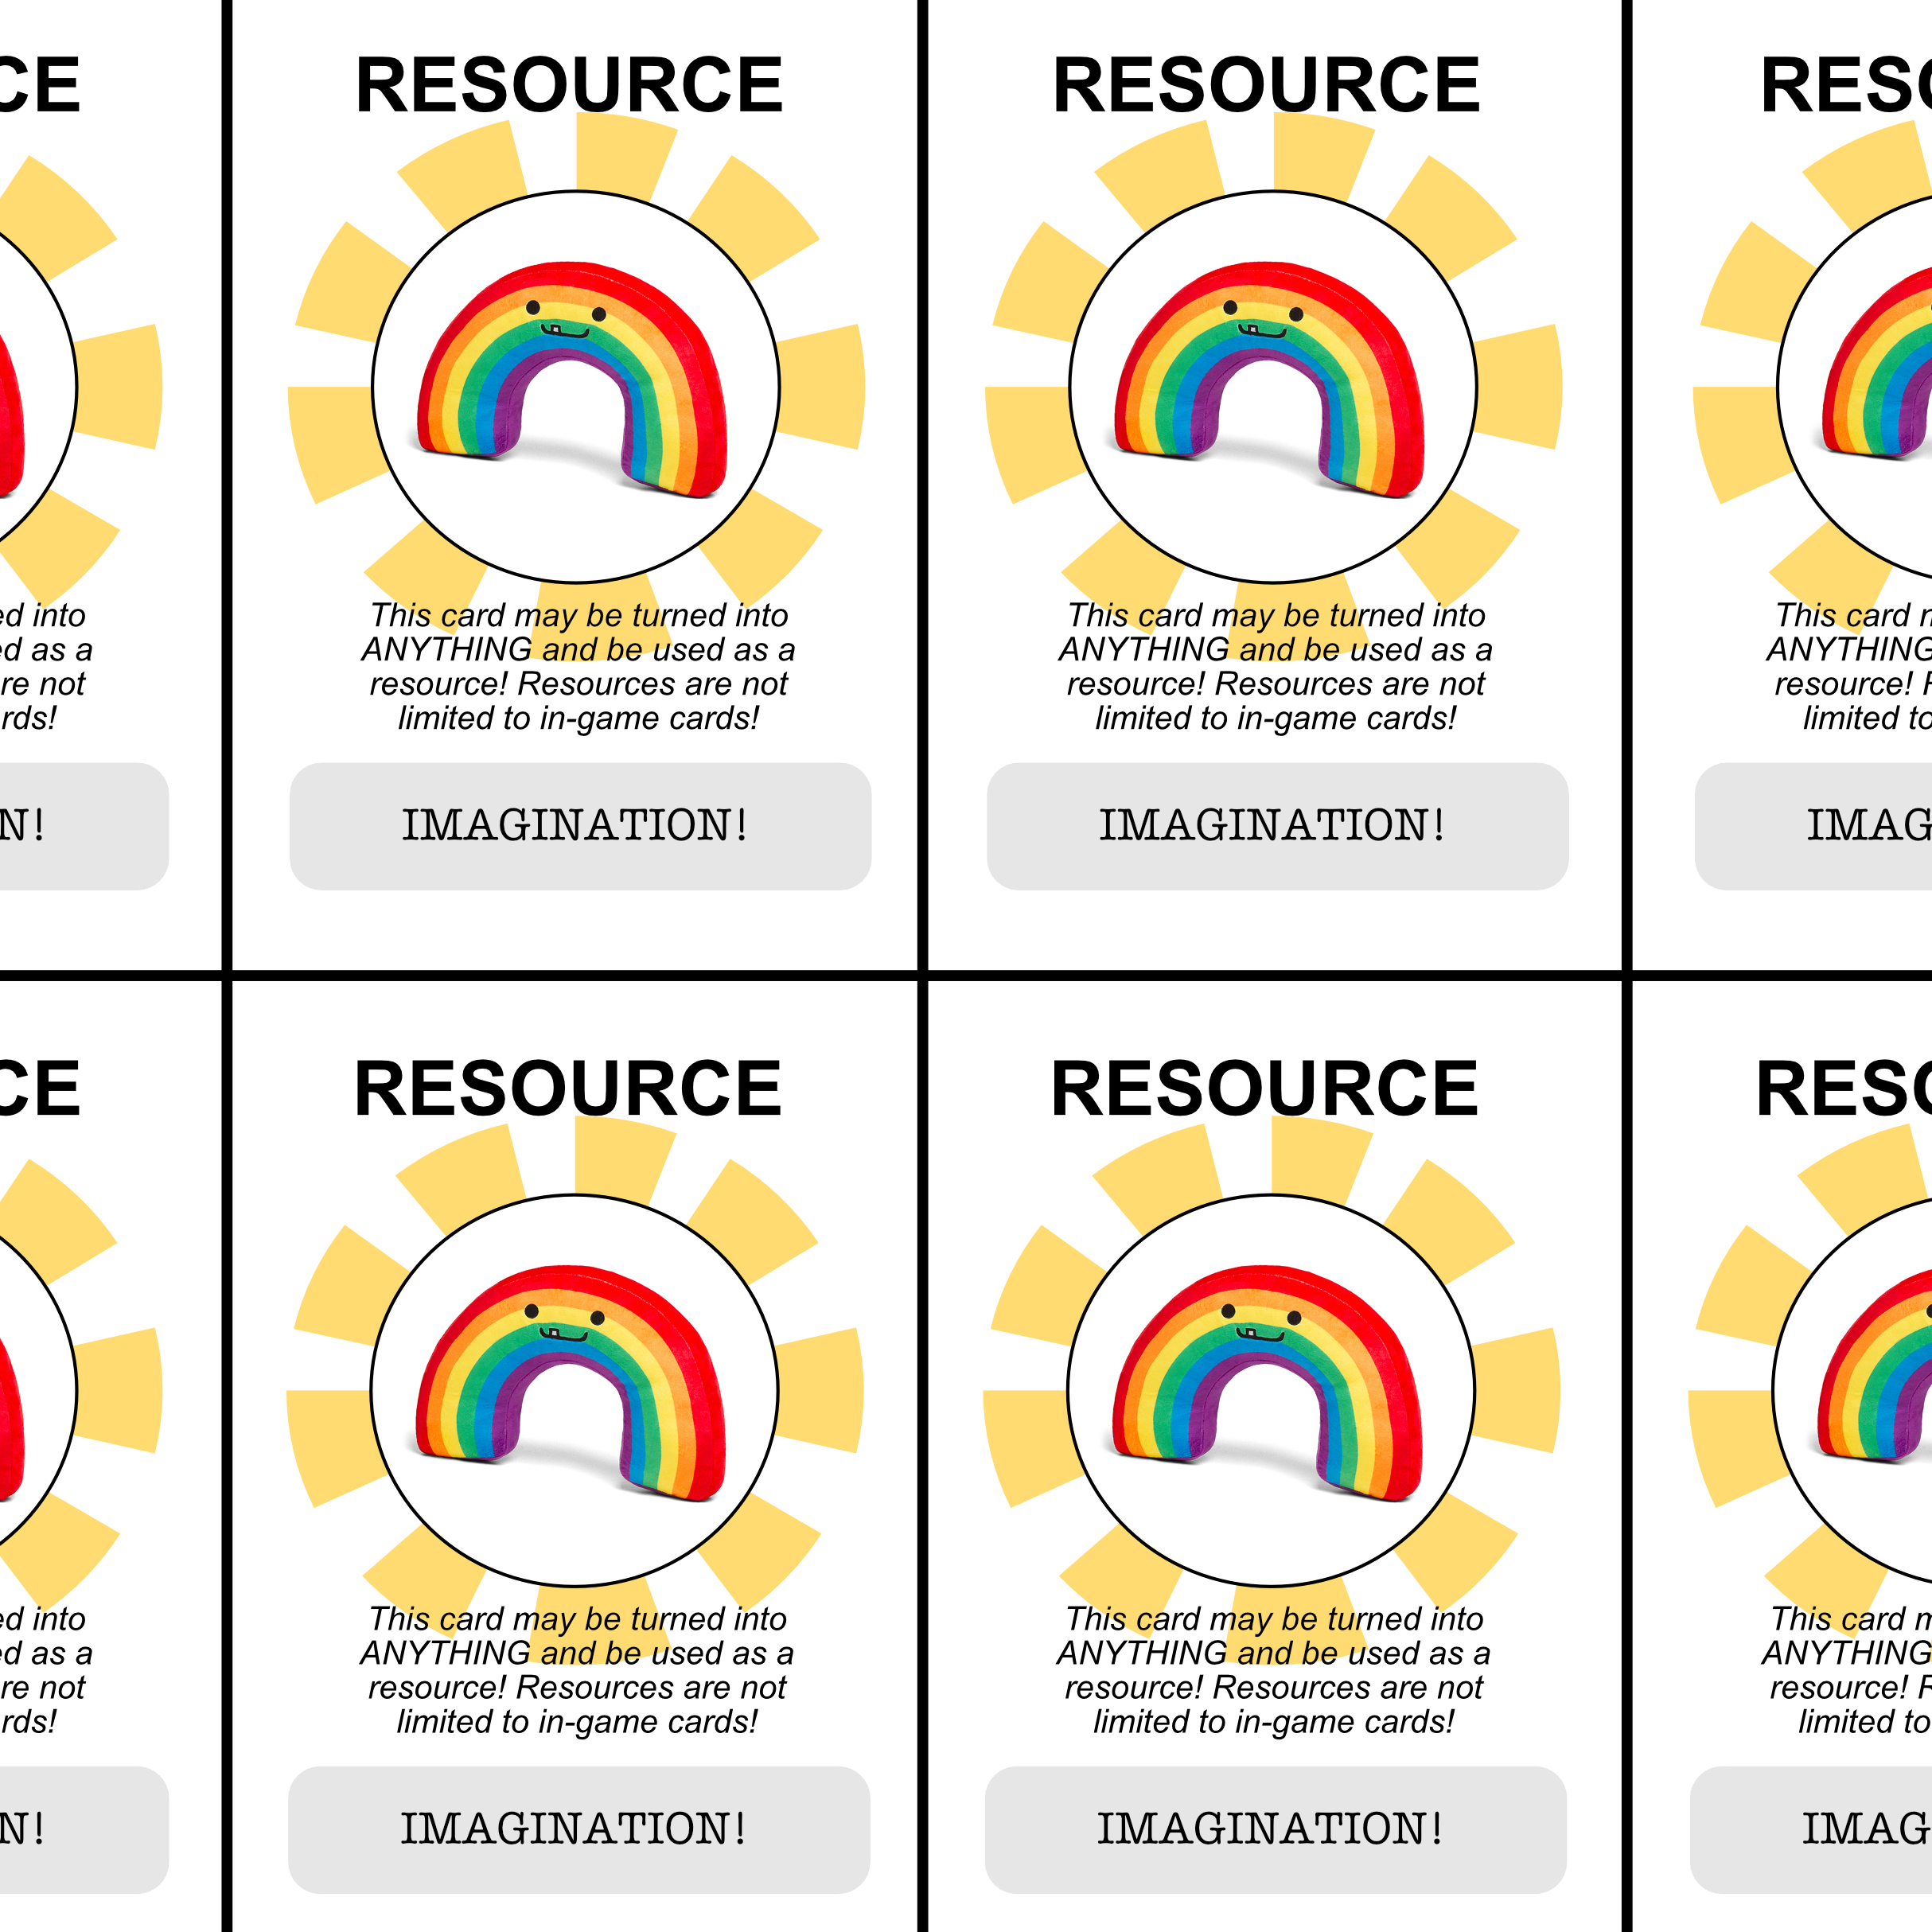 CE
RESOURCE
RESOURCE
RESO
ed into
ed as a
re not
rds!
This card may be turned into
ANYTHING and be used as a
resource! Resources are not
limited to in-game cards!
This card may be turned into
ANYTHING and be used as a
resource! Resources are not
limited to in-game cards!
This card m
ANYTHING
resource! R
limited to
N!
IMAGINATION!
IMAGINATION!
IMAG
CE
RESOURCE
RESOURCE
RESO
ed into
ed as a
re not
rds!
This card may be turned into
ANYTHING and be used as a
resource! Resources are not
limited to in-game cards!
This card may be turned into
ANYTHING and be used as a
resource! Resources are not
limited to in-game cards!
This card m
ANYTHING
resource! R
limited to
N!
IMAGINATION!
IMAGINATION!
IMAG